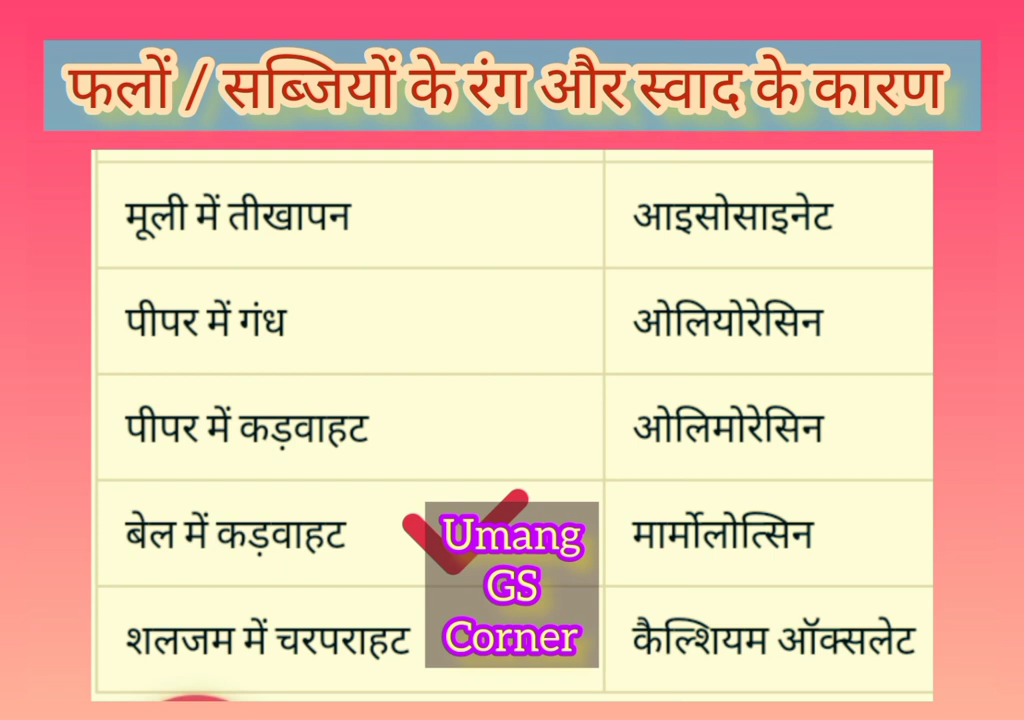 फलों / सब्जियों के रंग और स्वाद के कारण
मूली में तीखापन आइसोसाइनेट
पीपर में गंध ओलियोरेसिन
पीपर में कड़वाहट ओलिमोरेसिन
बेल में कड़वाहट मार्मोलोत्सिन
शलजम में चरपराहट कैल्शियम ऑक्सलेट
Umang
GS
Corner